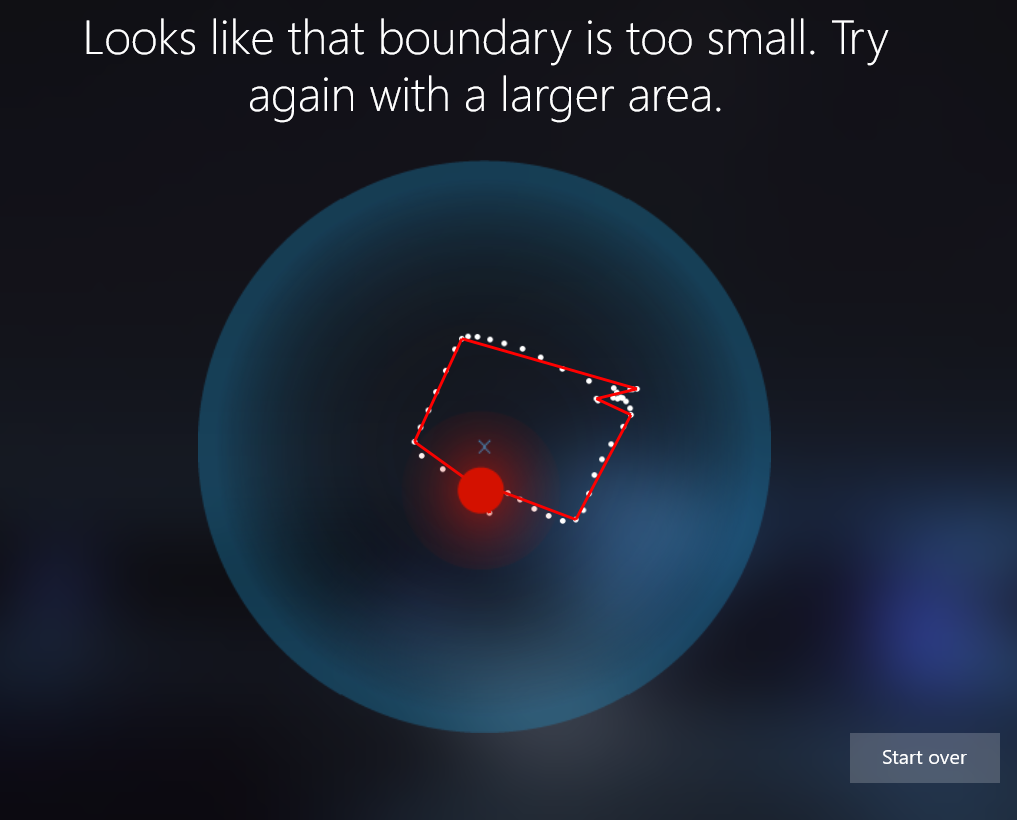 Looks like that boundary is too small. Try
again with a larger area.
Start over